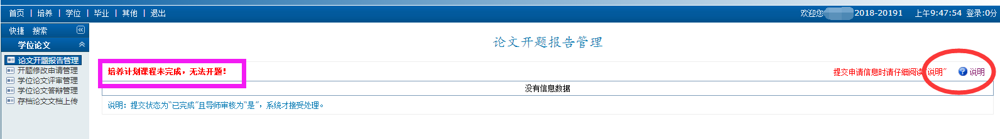 首页 | 培养 | 学位 | 毕业 | 其他 | 退出
欢迎您 2018-20191 上午9:47:54 登录:0分
快捷 搜索
学位论文
论文开题报告管理
开题修改申请管理
学位论文评审管理
学位论文答辩管理
存档论文文档上传
论文开题报告管理
培养计划课程未完成，无法开题！
提交申请信息时请仔细阅读“说明” 说明
没有信息数据
说明：提交状态为“已完成”且导师审核为“是”，系统才接受处理。